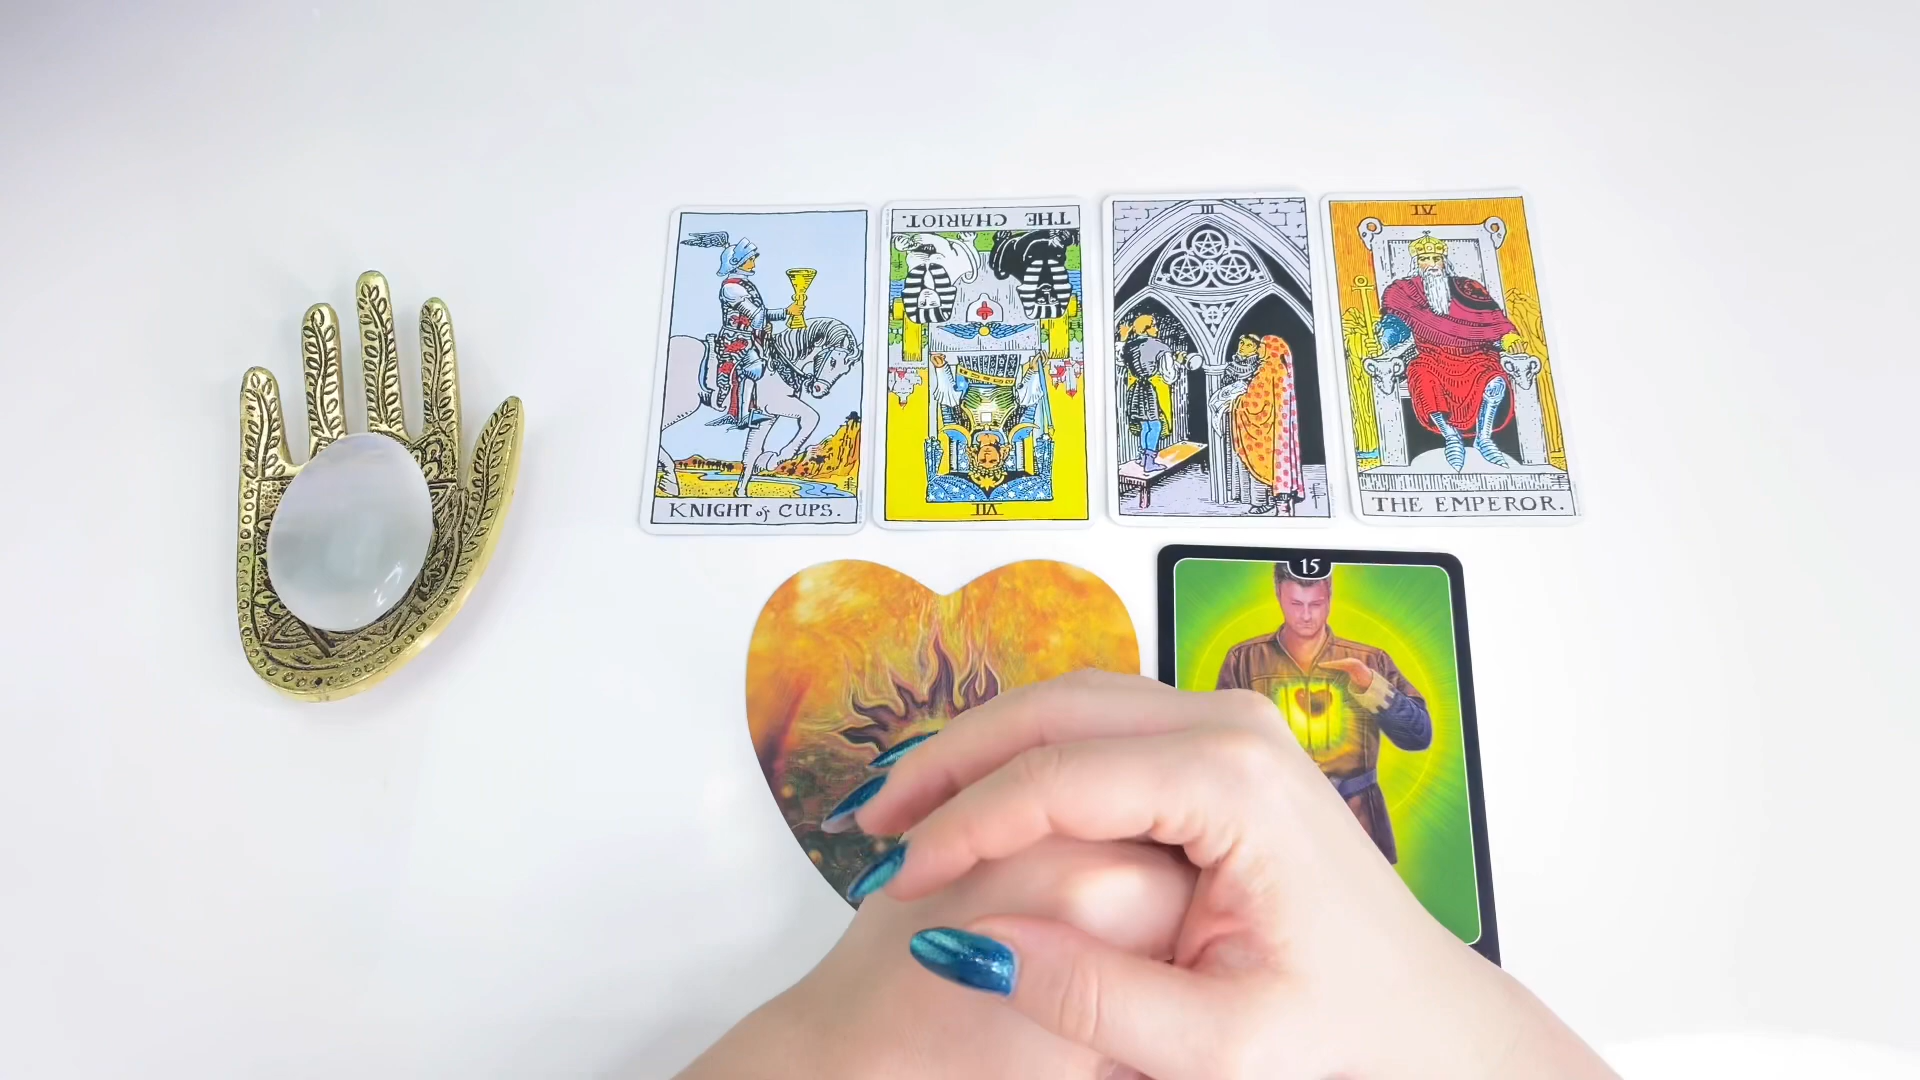 KNIGHT of CUPS.
THE CHARIOT.
VII
III
IV
THE EMPEROR.
15